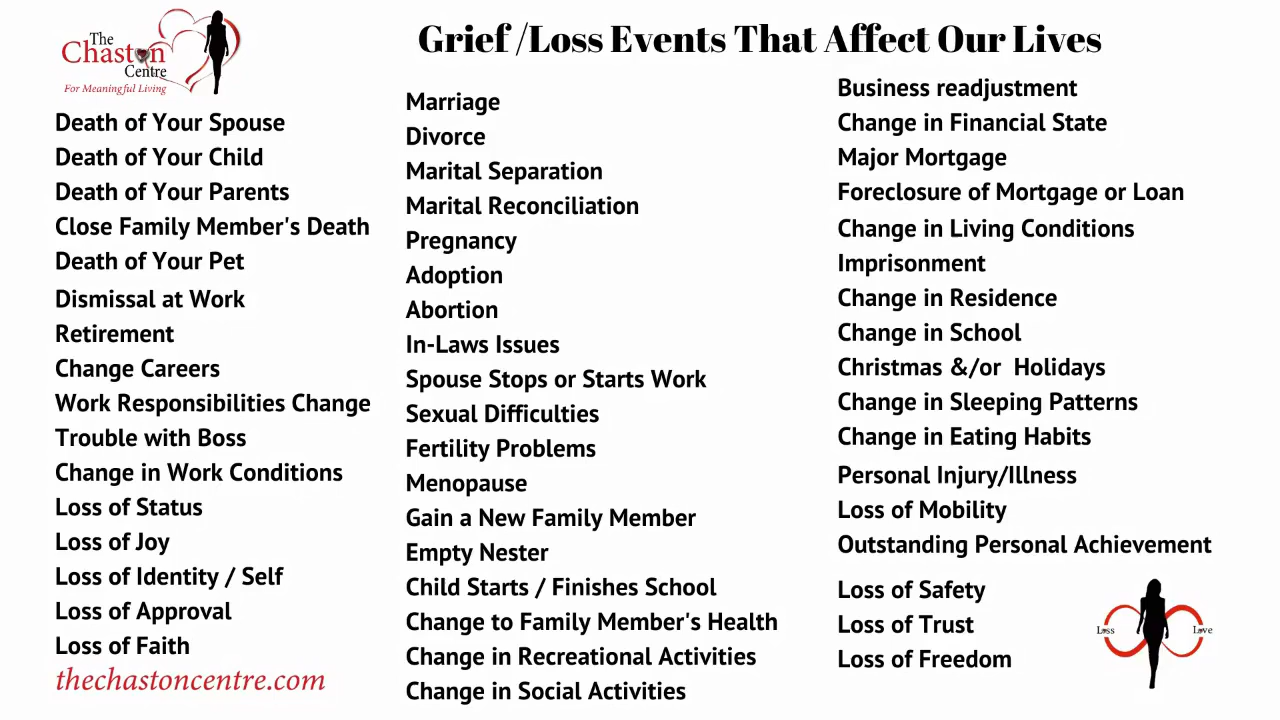 The
Chaston
Centre
For Meaningful Living
Grief /Loss Events That Affect Our Lives
Death of Your Spouse
Death of Your Child
Death of Your Parents
Close Family Member's Death
Death of Your Pet
Dismissal at Work
Retirement
Change Careers
Work Responsibilities Change
Trouble with Boss
Change in Work Conditions
Loss of Status
Loss of Joy
Loss of Identity / Self
Loss of Approval
Loss of Faith
thechastoncentre.com
Marriage
Divorce
Marital Separation
Marital Reconciliation
Pregnancy
Adoption
Abortion
In-Laws Issues
Spouse Stops or Starts Work
Sexual Difficulties
Fertility Problems
Menopause
Gain a New Family Member
Empty Nester
Child Starts / Finishes School
Change to Family Member's Health
Change in Recreational Activities
Change in Social Activities
Business readjustment
Change in Financial State
Major Mortgage
Foreclosure of Mortgage or Loan
Change in Living Conditions
Imprisonment
Change in Residence
Change in School
Christmas &/or  Holidays
Change in Sleeping Patterns
Change in Eating Habits
Personal Injury/Illness
Loss of Mobility
Outstanding Personal Achievement
Loss of Safety
Loss of Trust
Loss of Freedom
Loss
Love